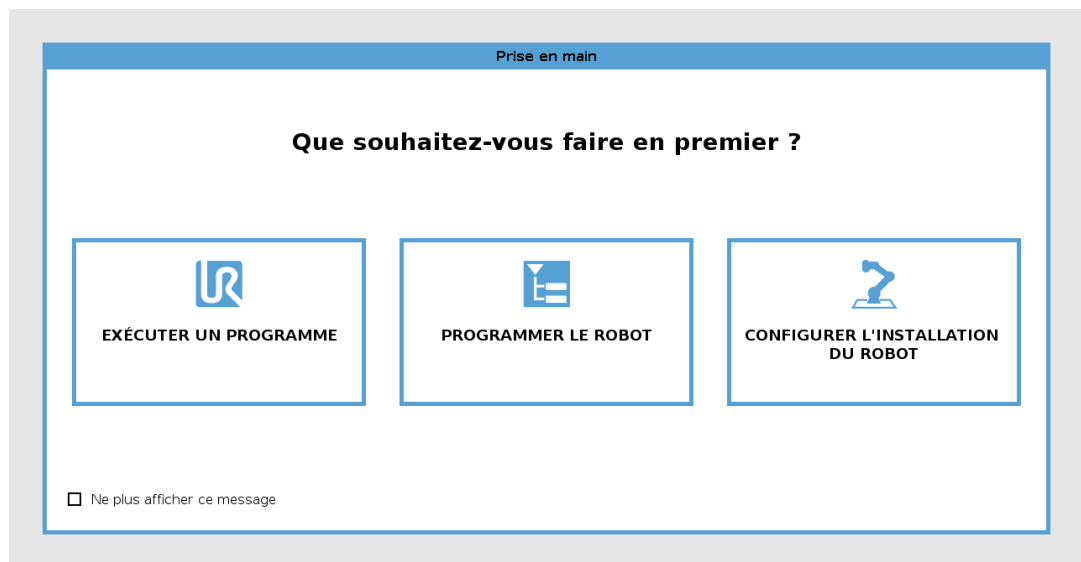 Prise en main
Que souhaitez-vous faire en premier ?
UR
EXÉCUTER UN PROGRAMME
PROGRAMMER LE ROBOT
CONFIGURER L'INSTALLATION
DU ROBOT
Ne plus afficher ce message